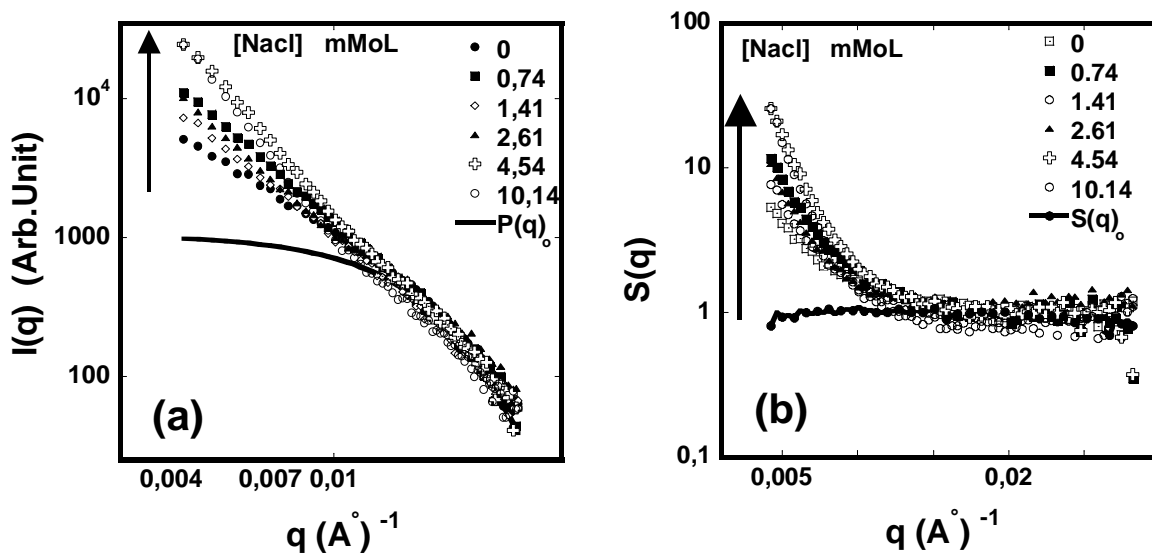 [Nacl] mMoL
0
0,74
1,41
2,61
4,54
10,14
P(q)o
10⁴
1000
100
I(q) (Arb.Unit)
(a)
0,004
0,007
0,01
q (A°) -1
[NaCl] mMoL
0
0.74
1.41
2.61
4.54
10.14
S(q)o
100
10
1
0,1
S(q)
(b)
0,005
0,02
q (A°) -1